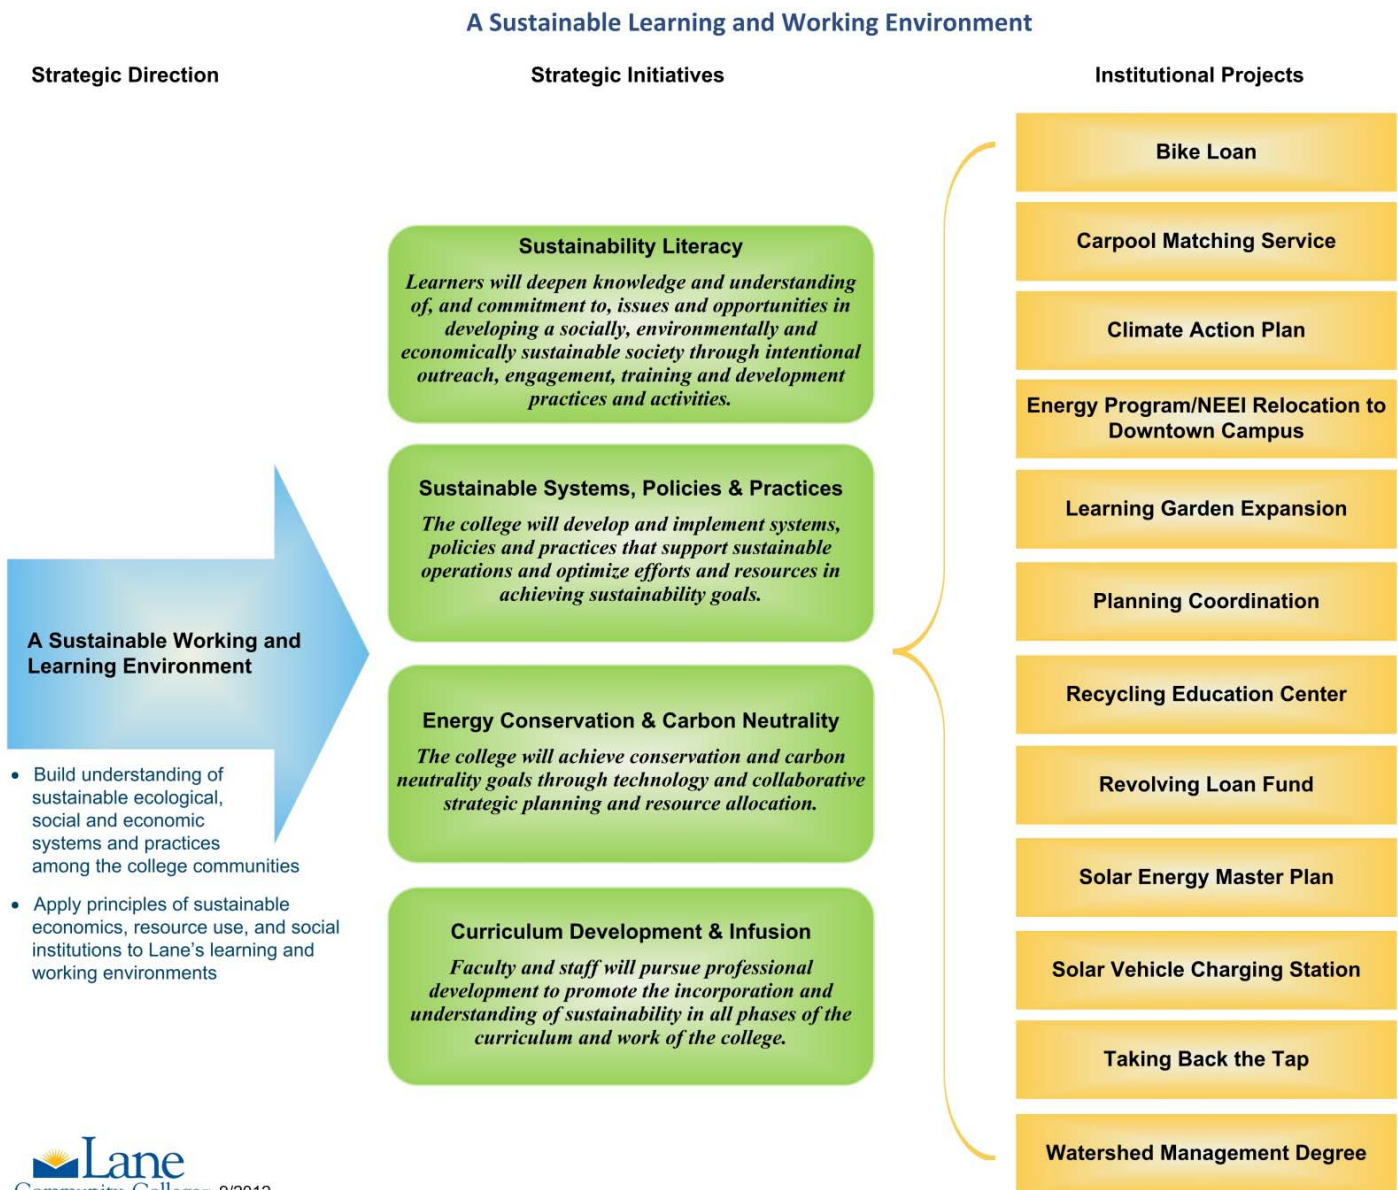 A Sustainable Learning and Working Environment
Strategic Direction
Strategic Initiatives
Institutional Projects
A Sustainable Working and
Learning Environment
• Build understanding of
sustainable ecological,
social and economic
systems and practices
among the college communities
• Apply principles of sustainable
economics, resource use, and social
institutions to Lane's learning and
working environments
Sustainability Literacy
Learners will deepen knowledge and understanding
of, and commitment to, issues and opportunities in
developing a socially, environmentally and
economically sustainable society through intentional
outreach, engagement, training and development
practices and activities.
Sustainable Systems, Policies & Practices
The college will develop and implement systems,
policies and practices that support sustainable
operations and optimize efforts and resources in
achieving sustainability goals.
Energy Conservation & Carbon Neutrality
The college will achieve conservation and carbon
neutrality goals through technology and collaborative
strategic planning and resource allocation.
Curriculum Development & Infusion
Faculty and staff will pursue professional
development to promote the incorporation and
understanding of sustainability in all phases of the
curriculum and work of the college.
Bike Loan
Carpool Matching Service
Climate Action Plan
Energy Program/NEEI Relocation to
Downtown Campus
Learning Garden Expansion
Planning Coordination
Recycling Education Center
Revolving Loan Fund
Solar Energy Master Plan
Solar Vehicle Charging Station
Taking Back the Tap
Watershed Management Degree
Lane
Community College 9/2012